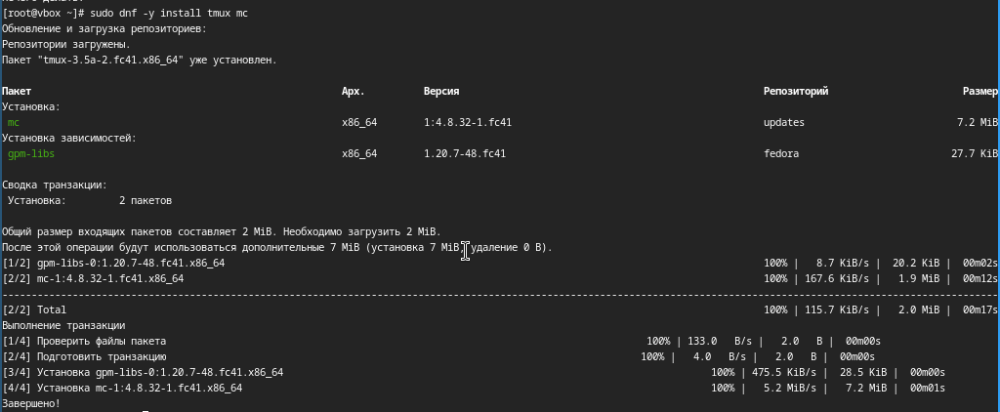 [root@vbox ~]# sudo dnf -y install tmux mc
Обновление и загрузка репозиториев:
Репозитории загружены.
Пакет "tmux-3.5a-2.fc41.x86_64" уже установлен.
Пакет Арх. Версия Репозиторий Размер
Установка:
mc x86_64 1:4.8.32-1.fc41 updates 7.2 MiB
Установка зависимостей:
gpm-libs x86_64 1.20.7-48.fc41 fedora 27.7 KiB
Сводка транзакции:
Установка: 2 пакетов
Общий размер входящих пакетов составляет 2 MiB. Необходимо загрузить 2 MiB.
После этой операции будут использоваться дополнительные 7 MiB (установка 7 MiB, удаление 0 B).
[1/2] gpm-libs-0:1.20.7-48.fc41.x86_64 100% | 8.7 KiB/s | 20.2 KiB | 00m02s
[2/2] mc-1:4.8.32-1.fc41.x86_64 100% | 167.6 KiB/s | 1.9 MiB | 00m12s
--------------------------------------------------------------------------------
[2/2] Total 100% | 115.7 KiB/s | 2.0 MiB | 00m17s
Выполнение транзакции
[1/4] Проверить файлы пакета 100% | 133.0 B/s | 2.0 B | 00m00s
[2/4] Подготовить транзакцию 100% | 4.0 B/s | 2.0 B | 00m00s
[3/4] Установка gpm-libs-0:1.20.7-48.fc41.x86_64 100% | 475.5 KiB/s | 28.5 KiB | 00m00s
[4/4] Установка mc-1:4.8.32-1.fc41.x86_64 100% | 5.2 MiB/s | 7.2 MiB | 00m01s
Завершено!